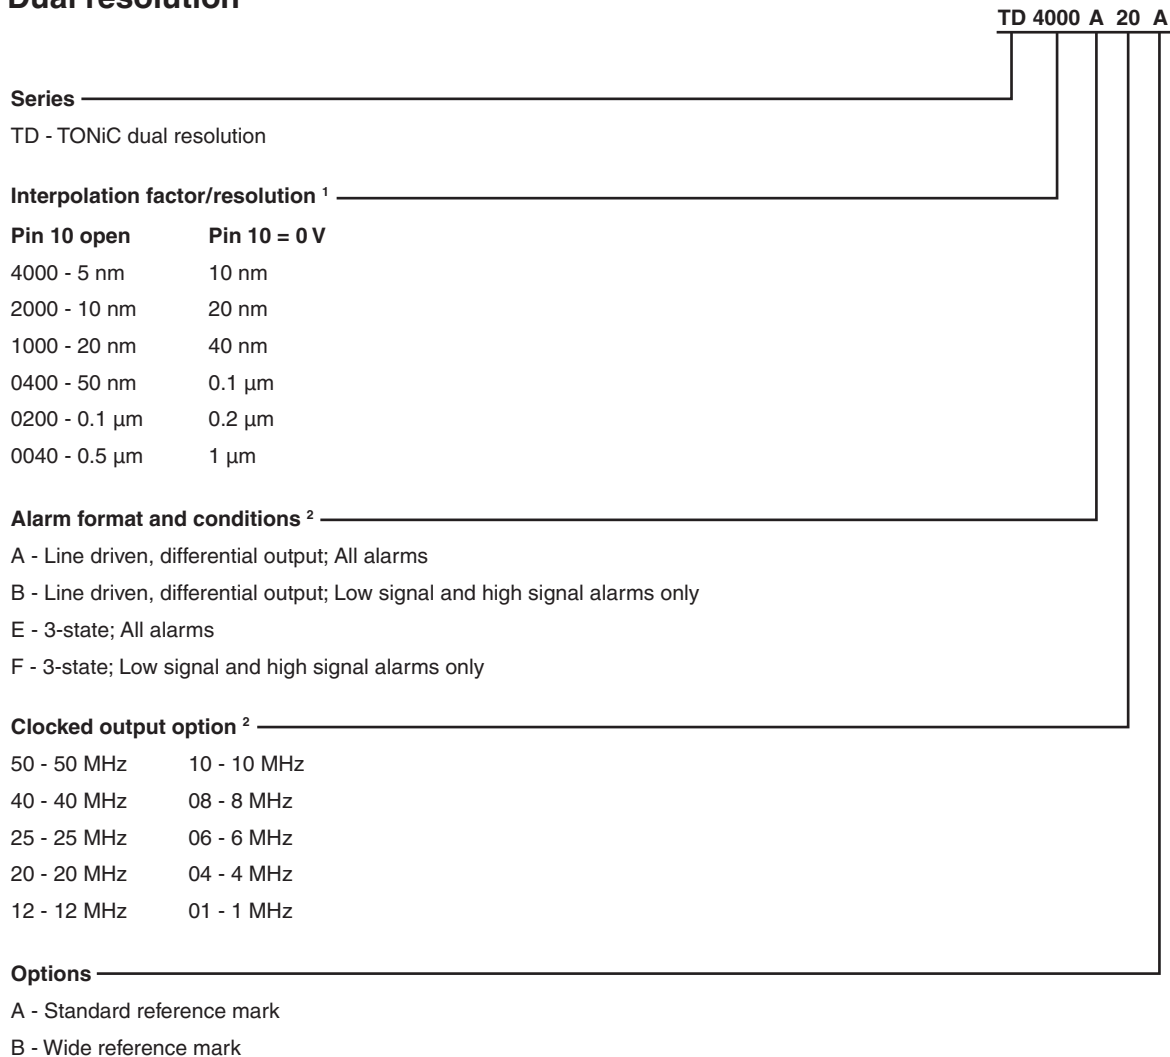 Dual resolution
TD 4000 A 20 A
Series
TD - TONiC dual resolution
Interpolation factor/resolution ¹
Pin 10 open Pin 10 = 0 V
4000 - 5 nm 10 nm
2000 - 10 nm 20 nm
1000 - 20 nm 40 nm
0400 - 50 nm 0.1 µm
0200 - 0.1 µm 0.2 µm
0040 - 0.5 µm 1 µm
Alarm format and conditions ²
A - Line driven, differential output; All alarms
B - Line driven, differential output; Low signal and high signal alarms only
E - 3-state; All alarms
F - 3-state; Low signal and high signal alarms only
Clocked output option ²
50 - 50 MHz 10 - 10 MHz
40 - 40 MHz 08 - 8 MHz
25 - 25 MHz 06 - 6 MHz
20 - 20 MHz 04 - 4 MHz
12 - 12 MHz 01 - 1 MHz
Options
A - Standard reference mark
B - Wide reference mark